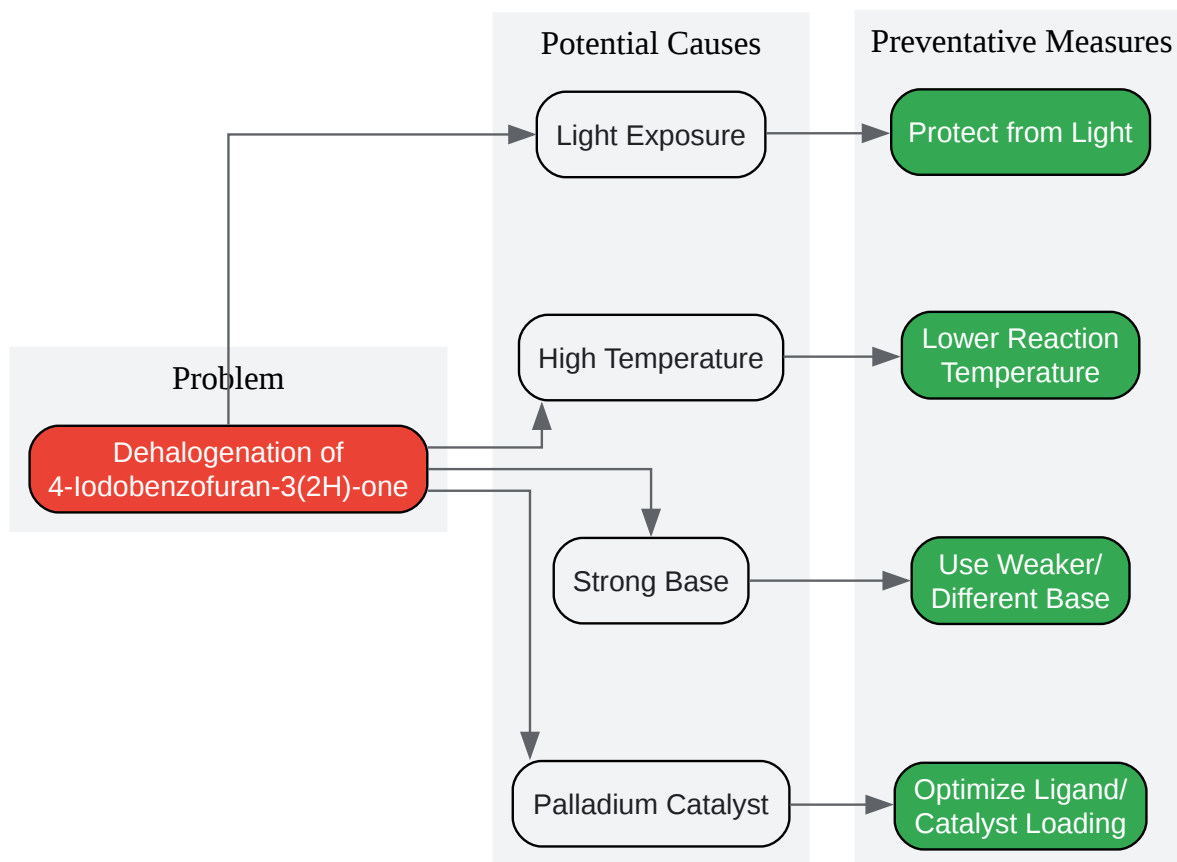 Potential Causes
Preventative Measures
Light Exposure
Protect from Light
High Temperature
Lower Reaction
Temperature
Problem
Dehalogenation of
4-Iodobenzofuran-3(2H)-one
Strong Base
Use Weaker/
Different Base
Palladium Catalyst
Optimize Ligand/
Catalyst Loading